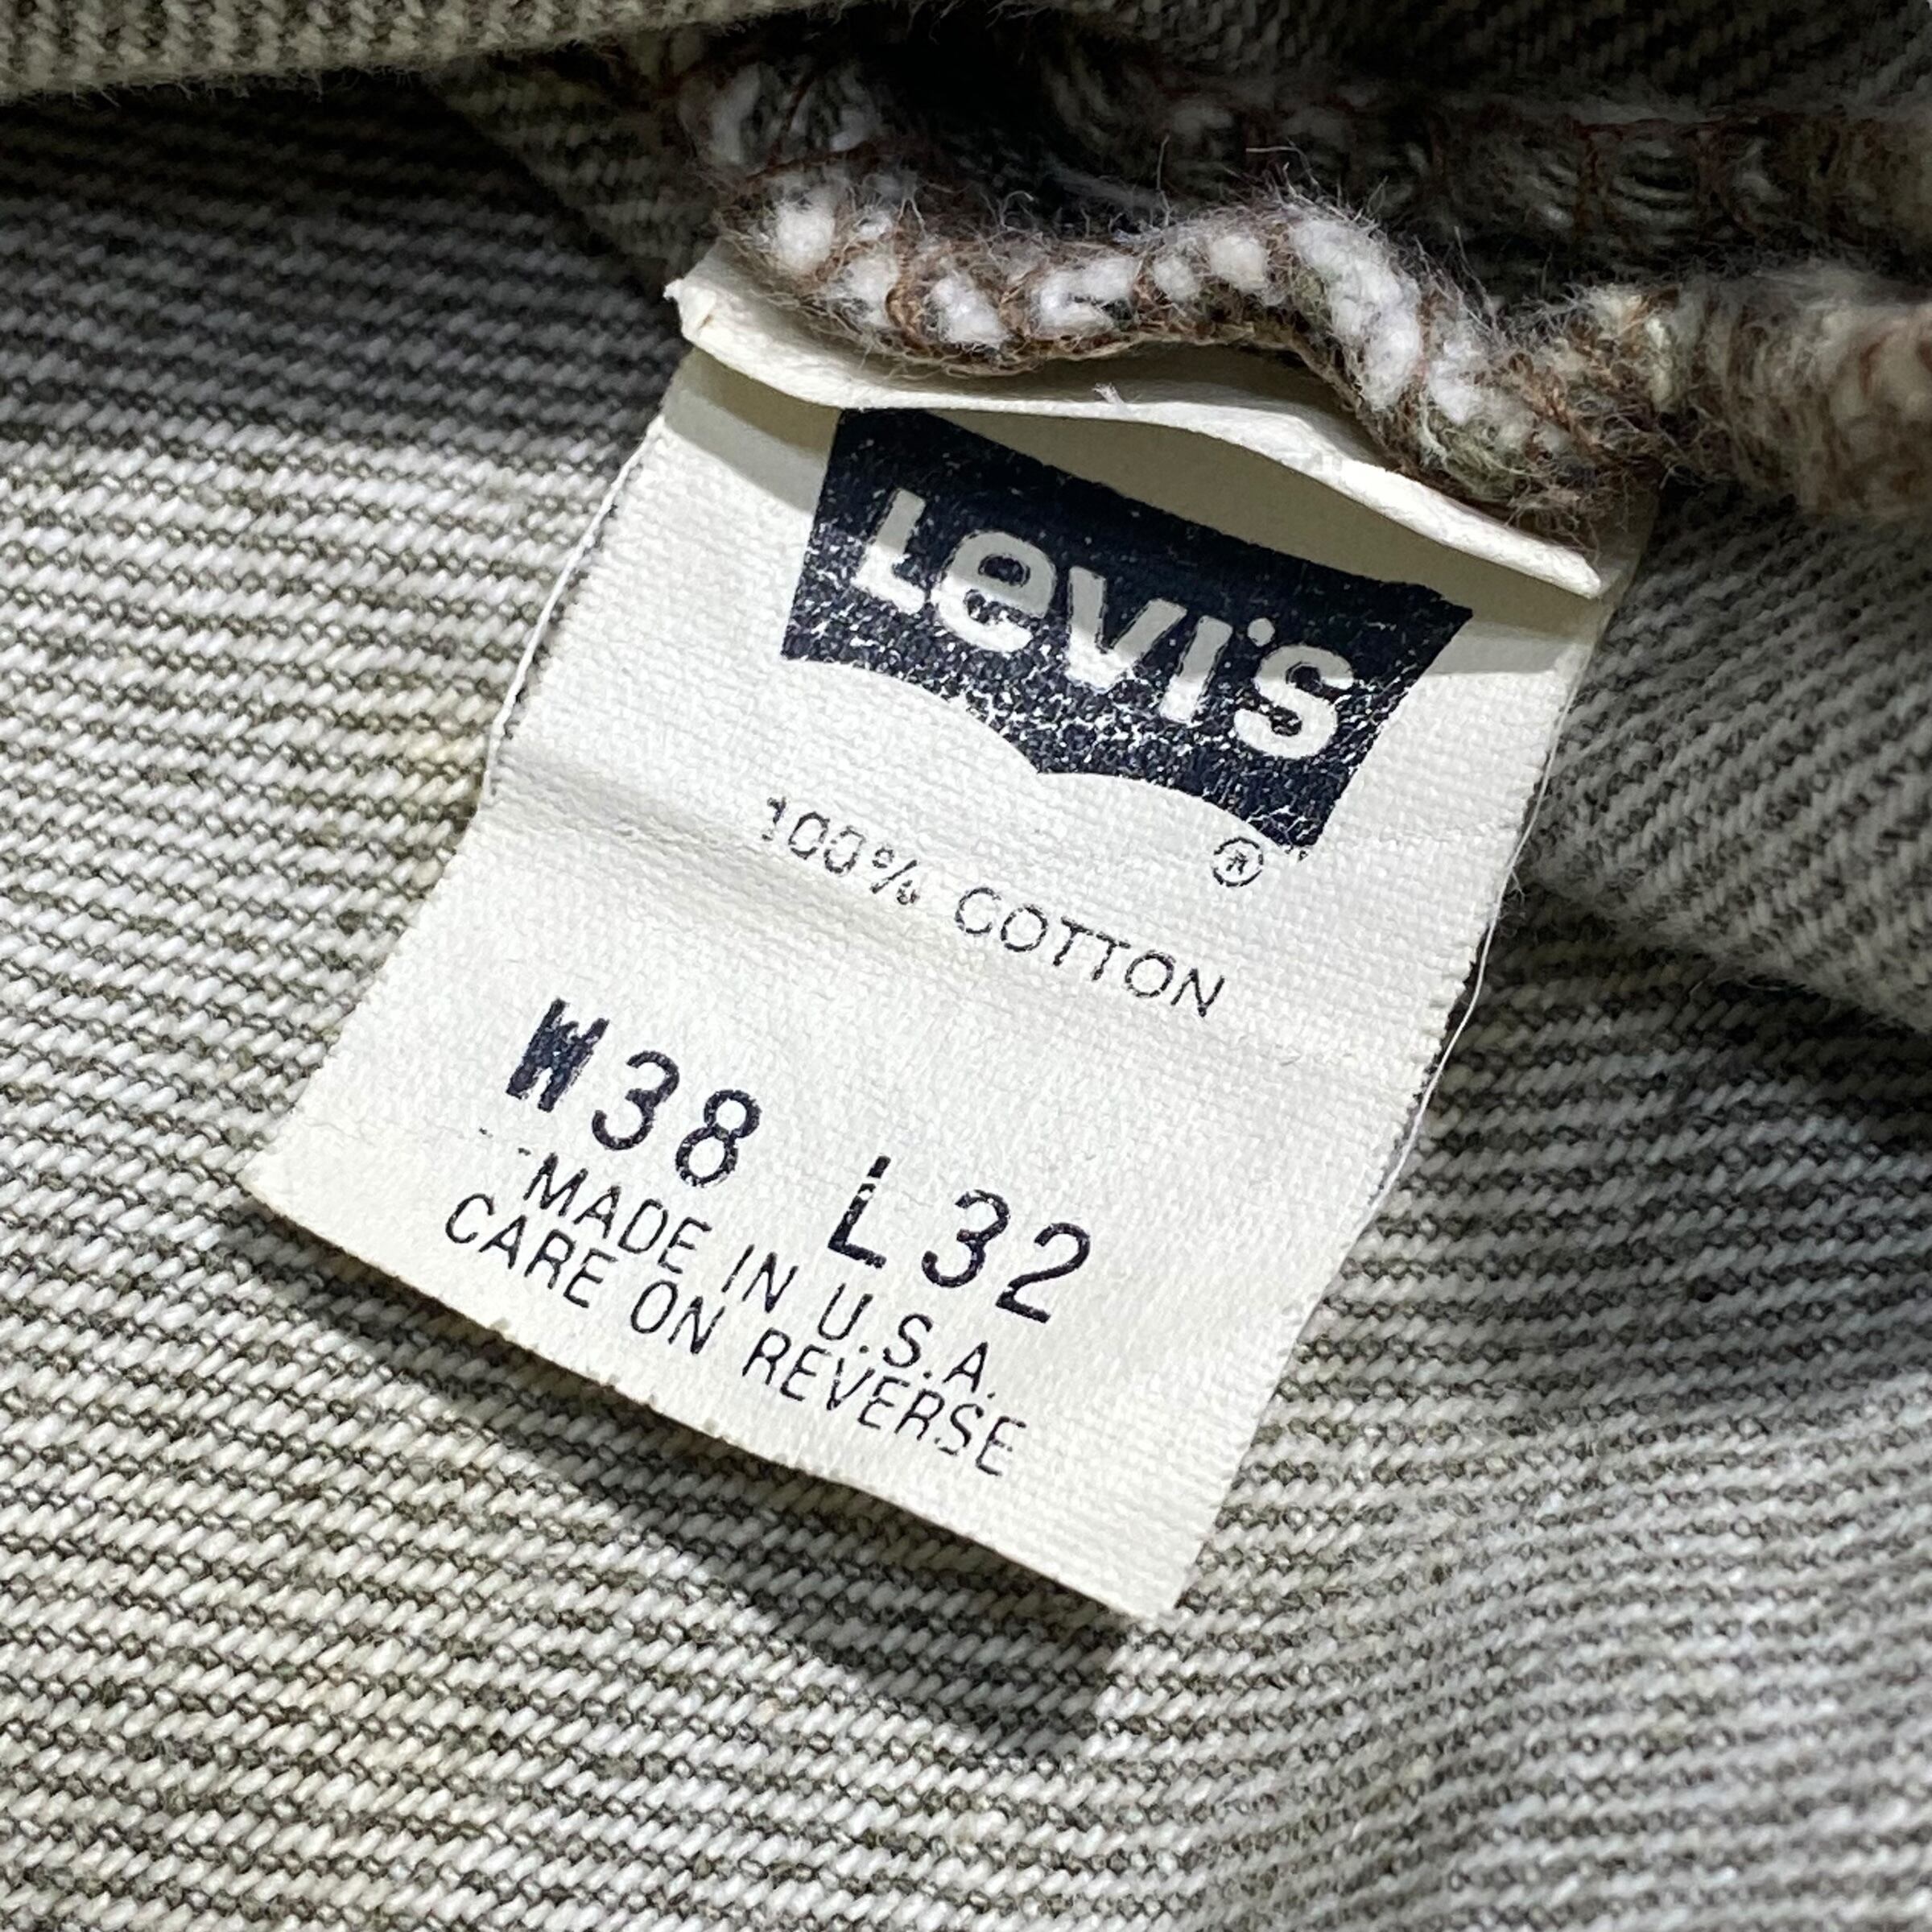 Levi's
®
100% COTTON
W38 L32
MADE IN U.S.A.
CARE ON REVERSE